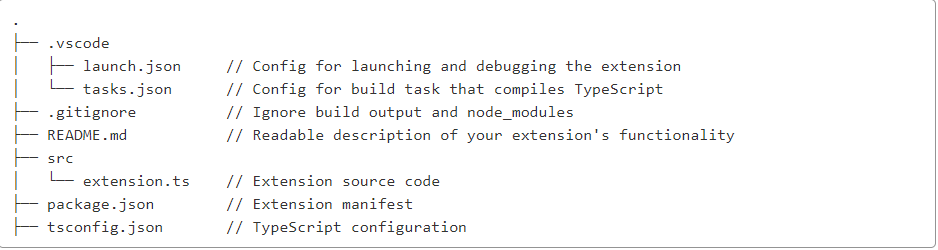 .
├── .vscode
│   ├── launch.json     // Config for launching and debugging the extension
│   └── tasks.json      // Config for build task that compiles TypeScript
├── .gitignore          // Ignore build output and node_modules
├── README.md           // Readable description of your extension's functionality
├── src
│   └── extension.ts    // Extension source code
├── package.json        // Extension manifest
├── tsconfig.json       // TypeScript configuration